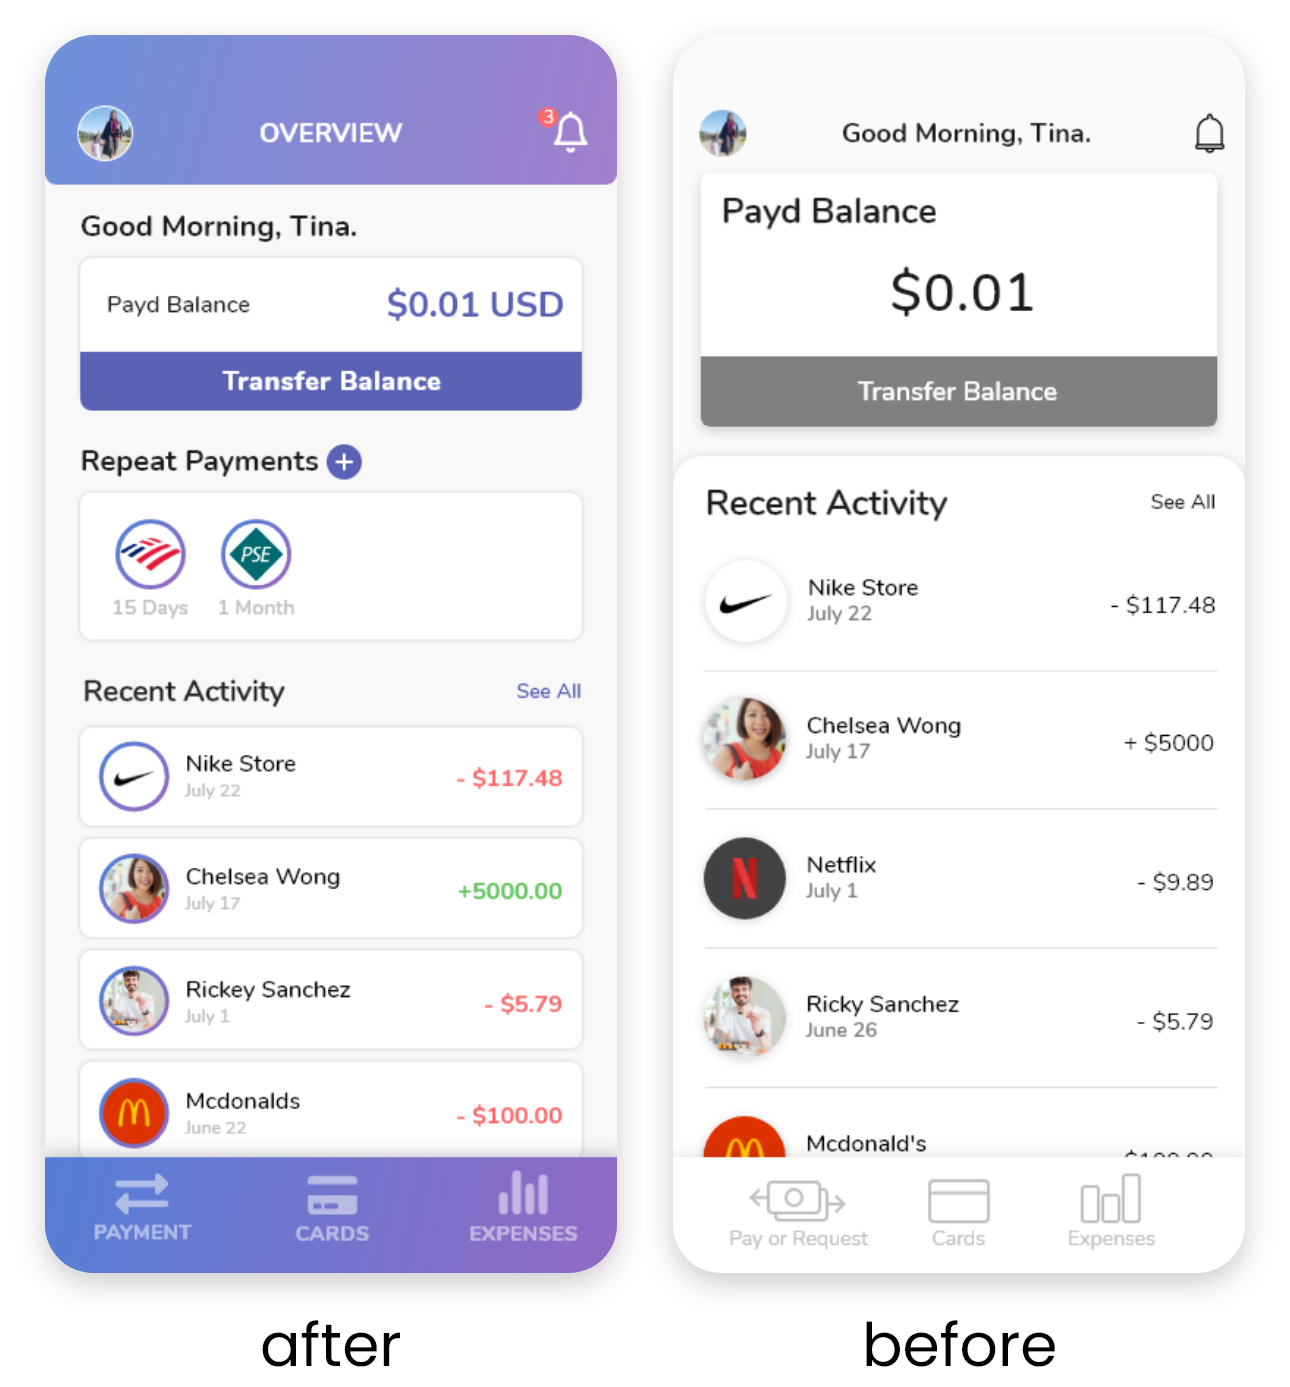 OVERVIEW
3
Good Morning, Tina.
Payd Balance
$0.01 USD
Transfer Balance
Repeat Payments +
PSE
15 Days
1 Month
Recent Activity
See All
Nike Store
July 22
- $117.48
Chelsea Wong
July 17
+5000.00
Rickey Sanchez
July 1
- $5.79
Mcdonalds
June 22
- $100.00
PAYMENT
CARDS
EXPENSES
after
Good Morning, Tina.
Payd Balance
$0.01
Transfer Balance
Recent Activity
See All
Nike Store
July 22
- $117.48
Chelsea Wong
July 17
+ $5000
N
Netflix
July 1
- $9.89
Ricky Sanchez
June 26
- $5.79
Mcdonald's
Pay or Request
Cards
Expenses
before